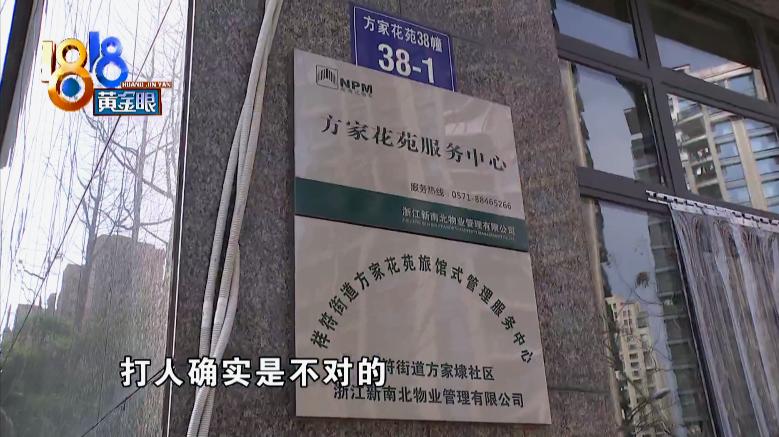 1818
HUANG JIN YAN
黄金眼
方家花苑38幢
38-1
NPM
方家花苑服务中心
服务热线：0571-88465266
浙江新南北物业管理有限公司
祥符街道方家花苑旅馆式管理服务中心
符街道方家埭社区
浙江新南北物业管理有限公司
打人确实是不对的